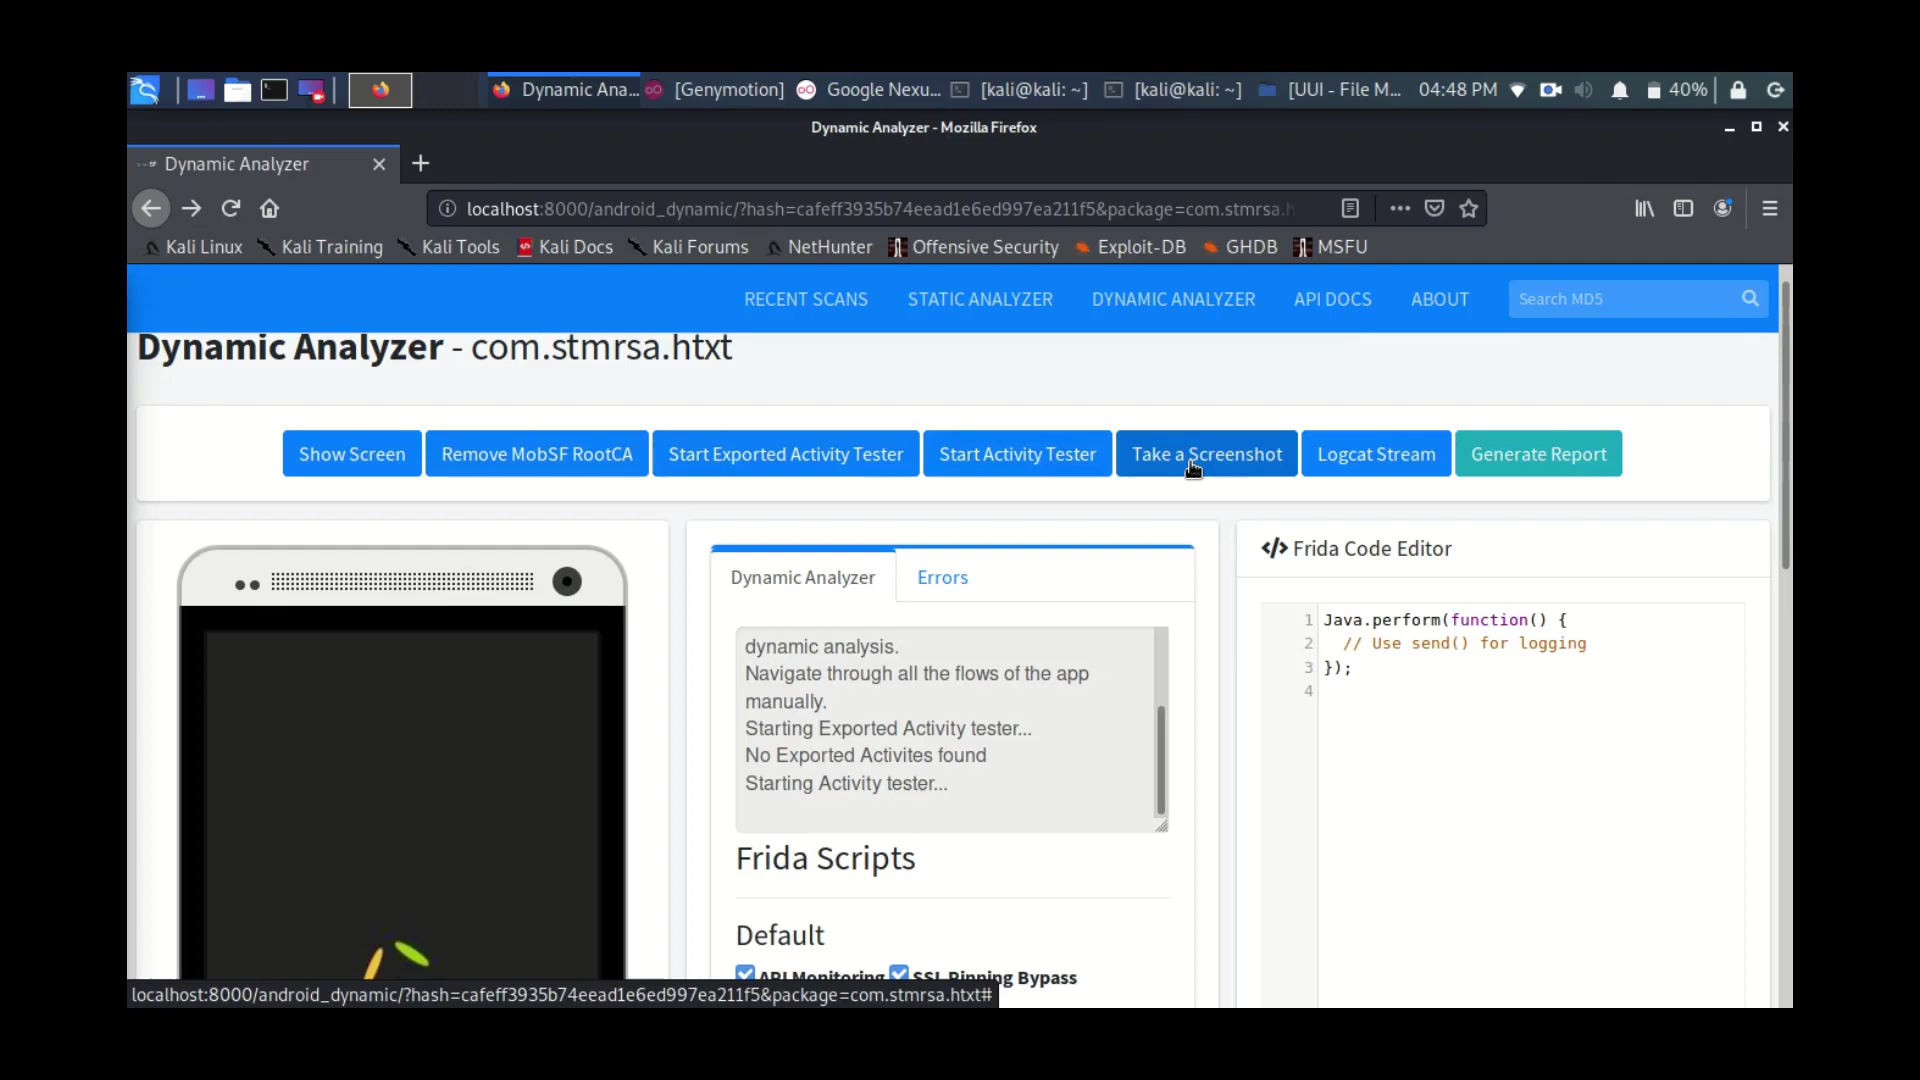 Dynamic Ana... [Genymotion] Google Nexu... [kali@kali: ~] [kali@kali: ~] [UUI - File M... 04:48 PM 40%
Dynamic Analyzer - Mozilla Firefox
Dynamic Analyzer
localhost:8000/android_dynamic/?hash=cafeff3935b74eead1e6ed997ea211f5&package=com.stmrsa.h
Kali Linux Kali Training Kali Tools Kali Docs Kali Forums NetHunter Offensive Security Exploit-DB GHDB MSFU
RECENT SCANS STATIC ANALYZER DYNAMIC ANALYZER API DOCS ABOUT Search MD5
Dynamic Analyzer - com.stmrsa.htxt
Show Screen Remove MobSF RootCA Start Exported Activity Tester Start Activity Tester Take a Screenshot Logcat Stream Generate Report
Dynamic Analyzer Errors
dynamic analysis.
Navigate through all the flows of the app
manually.
Starting Exported Activity tester...
No Exported Activites found
Starting Activity tester...
Frida Scripts
Default
API Monitoring SSL Pinning Bypass
</> Frida Code Editor
1 Java.perform(function() {
2 // Use send() for logging
3 });
4
localhost:8000/android_dynamic/?hash=cafeff3935b74eead1e6ed997ea211f5&package=com.stmrsa.htxt#